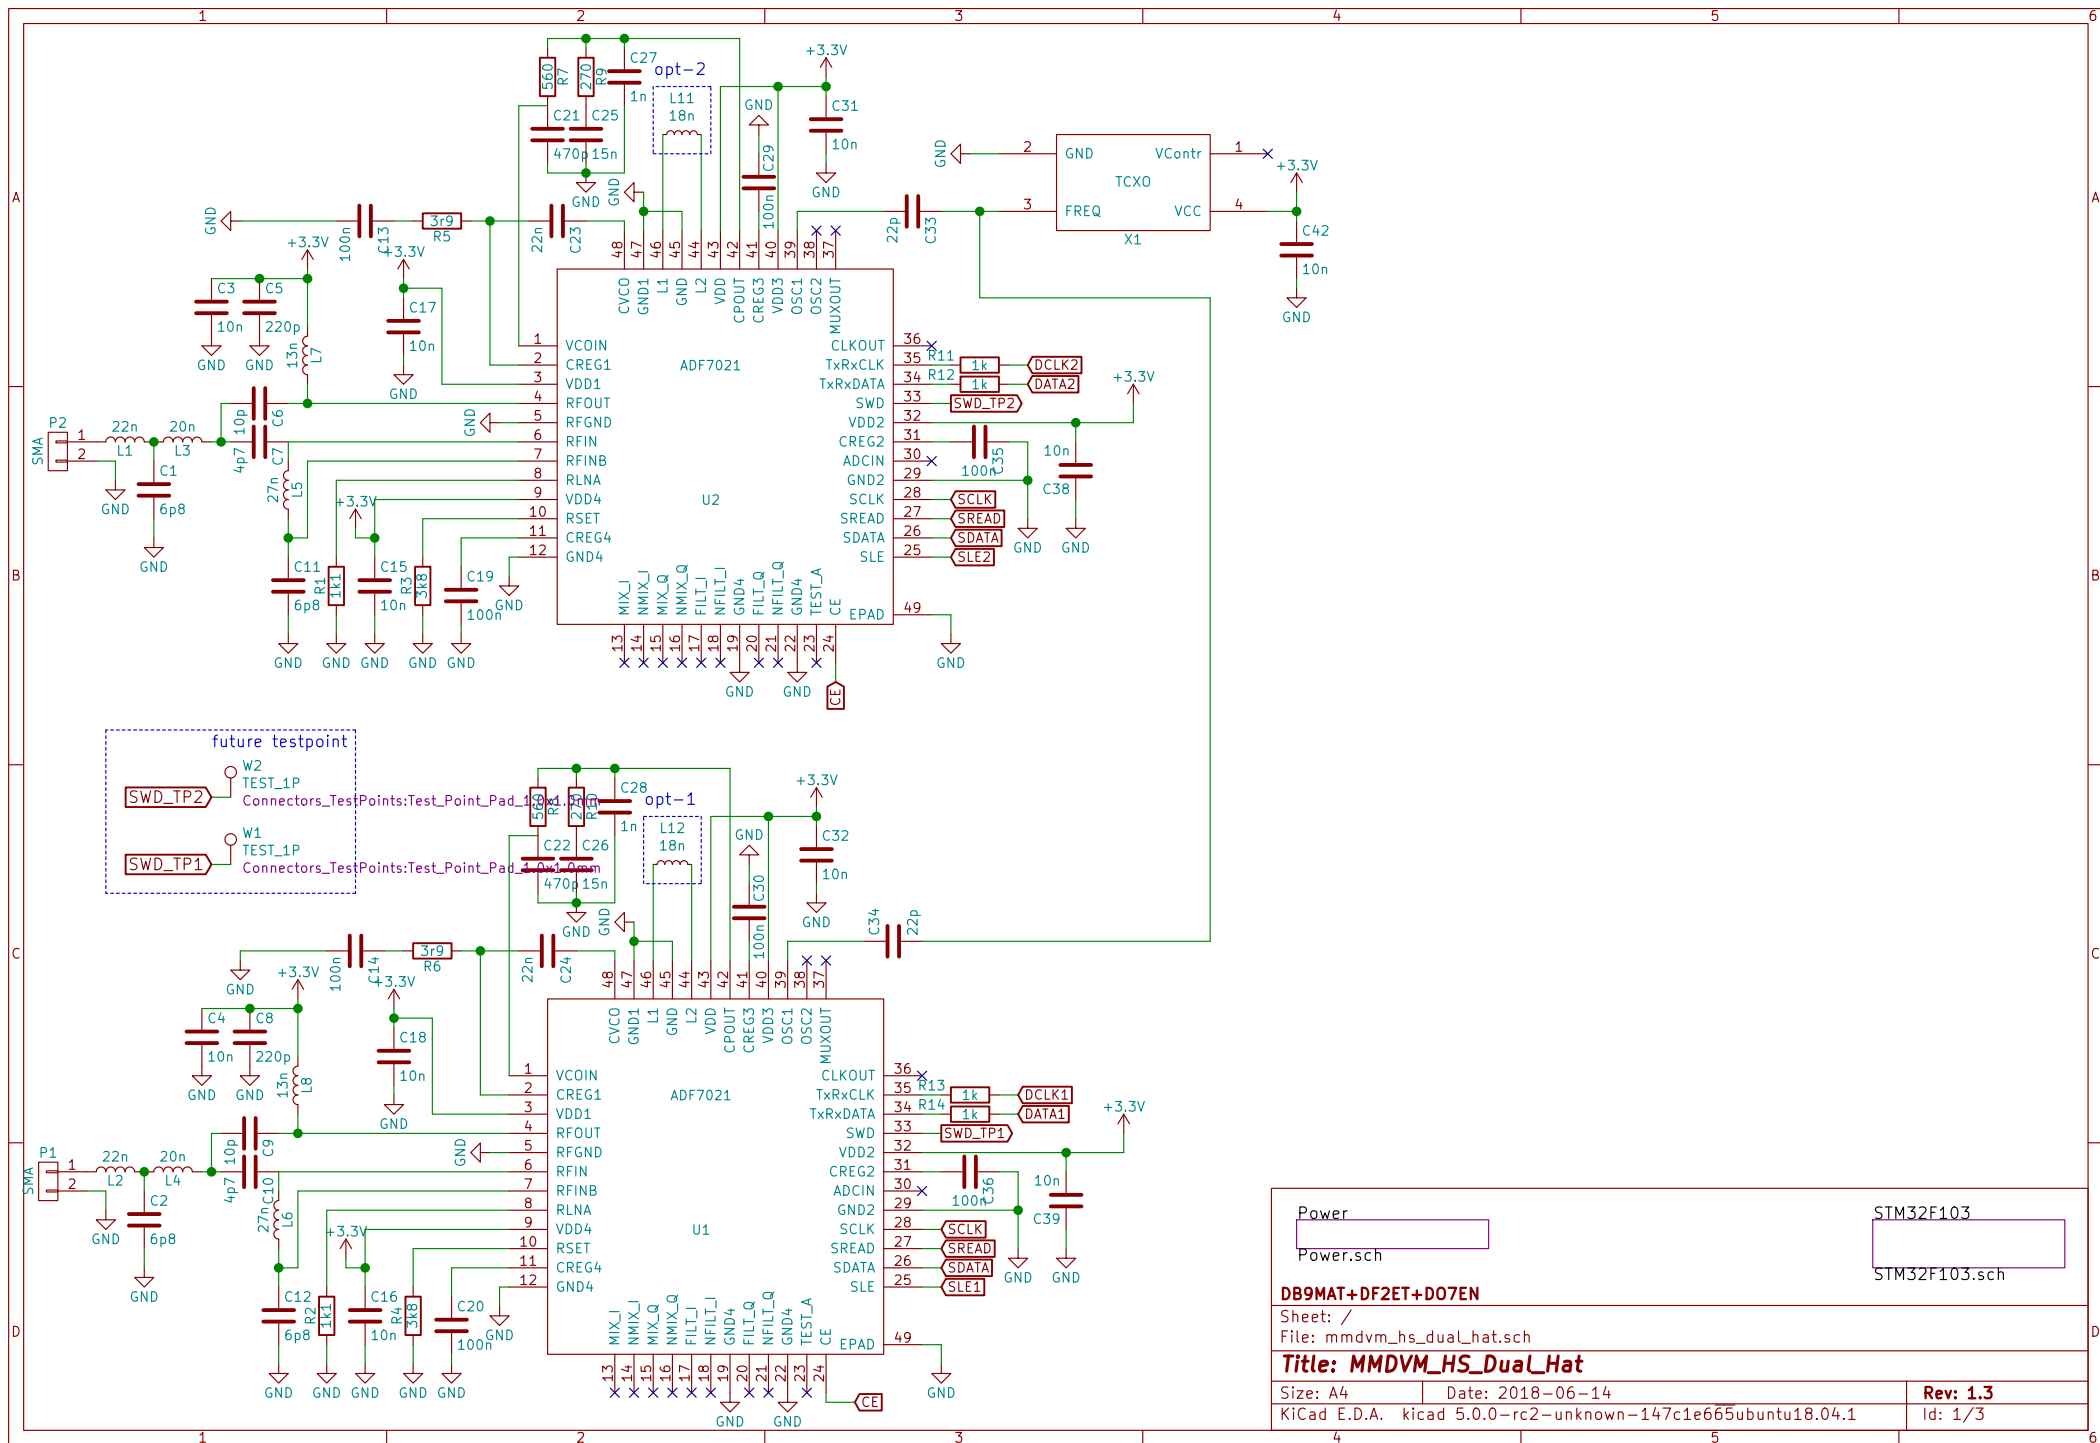 1 2 3 4 5 6
A
B
C
D
560
R7
270
R9
C27
1n
opt-2
L11
18n
C21
470p
C25
15n
GND
GND
GND
C29
100n
+3.3V
C31
10n
GND
GND
100n
C13
3r9
R5
22n
C23
+3.3V
+3.3V
C3
10n
GND
C5
220p
GND
13n
L7
C17
10n
GND
GND
22p
C33
2 GND
3 FREQ
VContr 1
VCC 4
TCXO
X1
+3.3V
C42
10n
GND
48 47 46 45 44 43 42 41 40 39 38 37
CVCO GND1 L1 GND L2 VDD CPOUT CREG3 VDD3 OSC1 OSC2 MUXOUT
1 VCOIN
2 CREG1
3 VDD1
4 RFOUT
5 RFGND
6 RFIN
7 RFINB
8 RLNA
9 VDD4
10 RSET
11 CREG4
12 GND4
ADF7021
U2
CLKOUT 36
TxRxCLK 35
TxRxDATA 34
SWD 33
VDD2 32
CREG2 31
ADCIN 30
GND2 29
SCLK 28
SREAD 27
SDATA 26
SLE 25
EPAD 49
MIX_I NMIX_I MIX_Q NMIX_Q FILT_I NFILT_I GND4 FILT_Q NFILT_Q GND4 TEST_A CE
13 14 15 16 17 18 19 20 21 22 23 24
R11 1k DCLK2
R12 1k DATA2
SWD_TP2
+3.3V
100n
C35
10n
C38
SCLK
SREAD
SDATA
SLE2
GND
GND
GND
GND
GND
CE
P2
SMA
1
2
GND
22n
L1
20n
L3
C1
6p8
GND
10p
C6
4p7
C7
27n
L5
GND
+3.3V
C11
6p8
GND
R1
1k1
GND
C15
10n
GND
R3
3k8
GND
C19
100n
GND
GND
future testpoint
W2
TEST_1P
SWD_TP2
Connectors_TestPoints:Test_Point_Pad_1.0x1.0mm
W1
TEST_1P
SWD_TP1
Connectors_TestPoints:Test_Point_Pad_1.0x1.0mm
560
R8
270
R10
C28
1n
opt-1
L12
18n
C22
470p
C26
15n
GND
GND
GND
C30
100n
+3.3V
C32
10n
GND
C34
22p
GND
100n
C14
3r9
R6
22n
C24
+3.3V
+3.3V
C4
10n
GND
C8
220p
GND
13n
L8
C18
10n
GND
48 47 46 45 44 43 42 41 40 39 38 37
CVCO GND1 L1 GND L2 VDD CPOUT CREG3 VDD3 OSC1 OSC2 MUXOUT
1 VCOIN
2 CREG1
3 VDD1
4 RFOUT
5 RFGND
6 RFIN
7 RFINB
8 RLNA
9 VDD4
10 RSET
11 CREG4
12 GND4
ADF7021
U1
CLKOUT 36
TxRxCLK 35
TxRxDATA 34
SWD 33
VDD2 32
CREG2 31
ADCIN 30
GND2 29
SCLK 28
SREAD 27
SDATA 26
SLE 25
EPAD 49
MIX_I NMIX_I MIX_Q NMIX_Q FILT_I NFILT_I GND4 FILT_Q NFILT_Q GND4 TEST_A CE
13 14 15 16 17 18 19 20 21 22 23 24
R13 1k DCLK1
R14 1k DATA1
SWD_TP1
+3.3V
100n
C36
10n
C39
SCLK
SREAD
SDATA
SLE1
GND
GND
GND
GND
GND
CE
P1
SMA
1
2
GND
22n
L2
20n
L4
C2
6p8
GND
10p
C9
4p7
C10
27n
L6
GND
+3.3V
C12
6p8
GND
R2
1k1
GND
C16
10n
GND
R4
3k8
GND
C20
100n
GND
GND
Power
Power.sch
STM32F103
STM32F103.sch
DB9MAT+DF2ET+DO7EN
Sheet: /
File: mmdvm_hs_dual_hat.sch
Title: MMDVM_HS_Dual_Hat
Size: A4 Date: 2018-06-14 Rev: 1.3
KiCad E.D.A. kicad 5.0.0-rc2-unknown-147c1e665ubuntu18.04.1 Id: 1/3
A
B
C
D
1 2 3 4 5 6